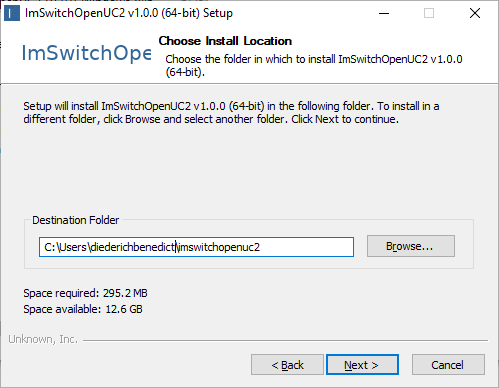 ImSwitchOpenUC2 v1.0.0 (64-bit) Setup
ImSwitchOpe
Choose Install Location
Choose the folder in which to install ImSwitchOpenUC2 v1.0.0
(64-bit).
Setup will install ImSwitchOpenUC2 v1.0.0 (64-bit) in the following folder. To install in a
different folder, click Browse and select another folder. Click Next to continue.
Destination Folder
C:\Users\diederichbenedict\imswitchopenuc2
Browse...
Space required: 295.2 MB
Space available: 12.6 GB
Unknown, Inc.
< Back
Next >
Cancel